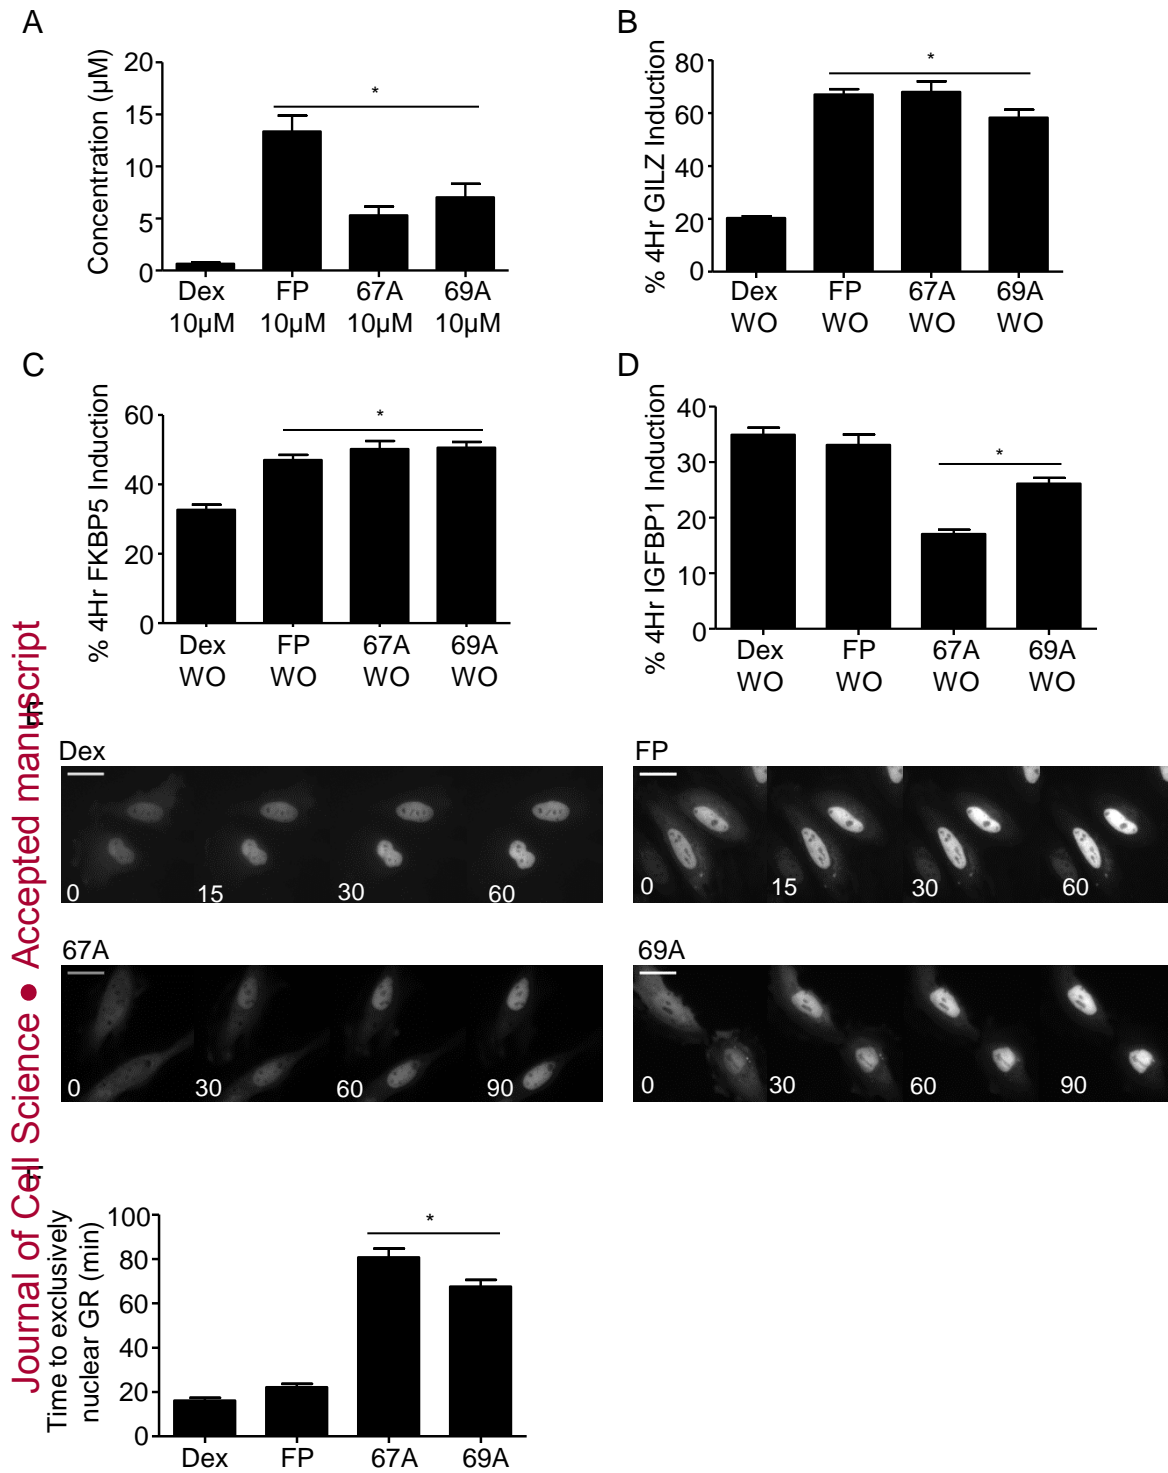 A
Concentration (µM)
20
15
10
5
0
*
Dex FP 67A 69A
10µM 10µM 10µM 10µM
B
% 4Hr GILZ Induction
80
60
40
20
0
*
Dex FP 67A 69A
WO WO WO WO
C
% 4Hr FKBP5 Induction
60
40
20
0
*
Dex FP 67A 69A
WO WO WO WO
D
% 4Hr IGFBP1 Induction
40
30
20
10
0
*
Dex FP 67A 69A
WO WO WO WO
Journal of Cell Science ● Accepted manuscript
E
Dex
0 15 30 60
FP
0 15 30 60
67A
0 30 60 90
69A
0 30 60 90
Time to exclusively
nuclear GR (min)
100
80
60
40
20
0
*
Dex FP 67A 69A